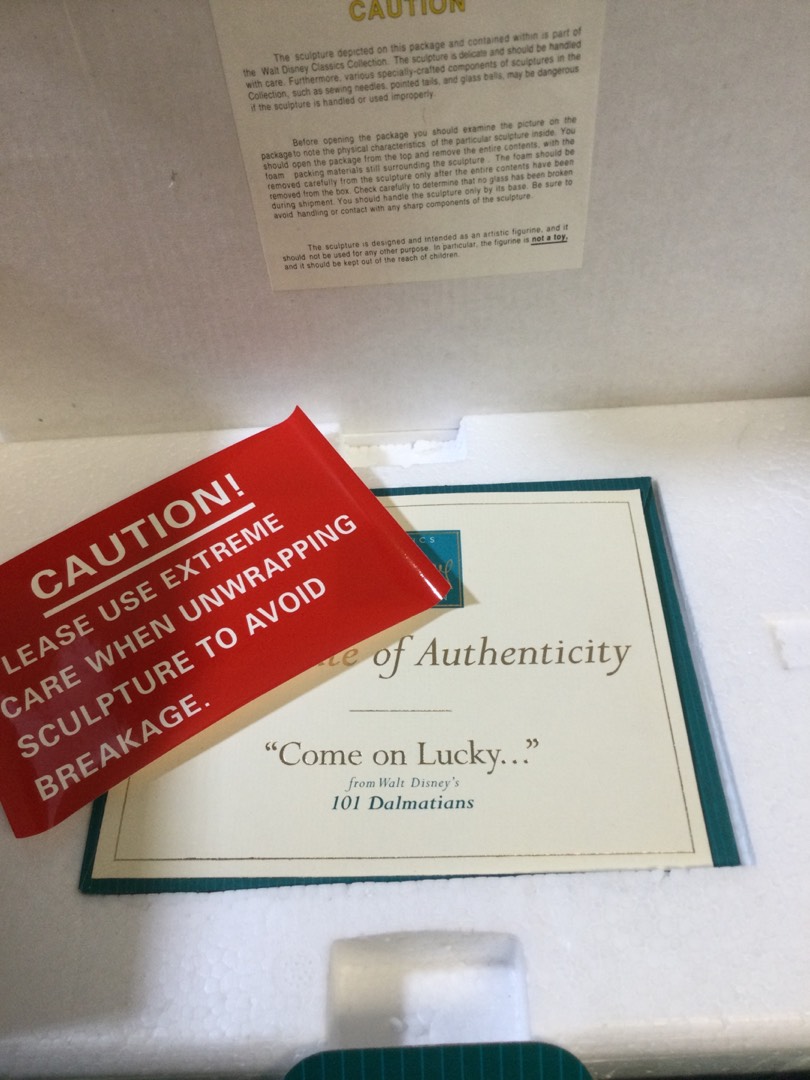 CAUTION
The sculpture depicted on this package and contained within is part of
the Walt Disney Classics Collection. The sculpture is delicate and should be handled
with care. Furthermore, various specially-crafted components of sculptures in the
Collection, such as sewing needles, pointed tails, and glass balls, may be dangerous
if the sculpture is handled or used improperly.
Before opening the package you should examine the picture on the
package to note the physical characteristics of the particular sculpture inside. You
should open the package from the top and remove the entire contents, with the
foam packing materials still surrounding the sculpture. The foam should be
removed carefully from the sculpture only after the entire contents have been
removed from the box. Check carefully to determine that no glass has been broken
during shipment. You should handle the sculpture only by its base. Be sure to
avoid handling or contact with any sharp components of the sculpture.
The sculpture is designed and intended as an artistic figurine, and it
should not be used for any other purpose. In particular, the figurine is not a toy,
and it should be kept out of the reach of children.
CAUTION!
LEASE USE EXTREME
CARE WHEN UNWRAPPING
SCULPTURE TO AVOID
BREAKAGE.
ICS
te of Authenticity
“Come on Lucky...”
from Walt Disney's
101 Dalmatians